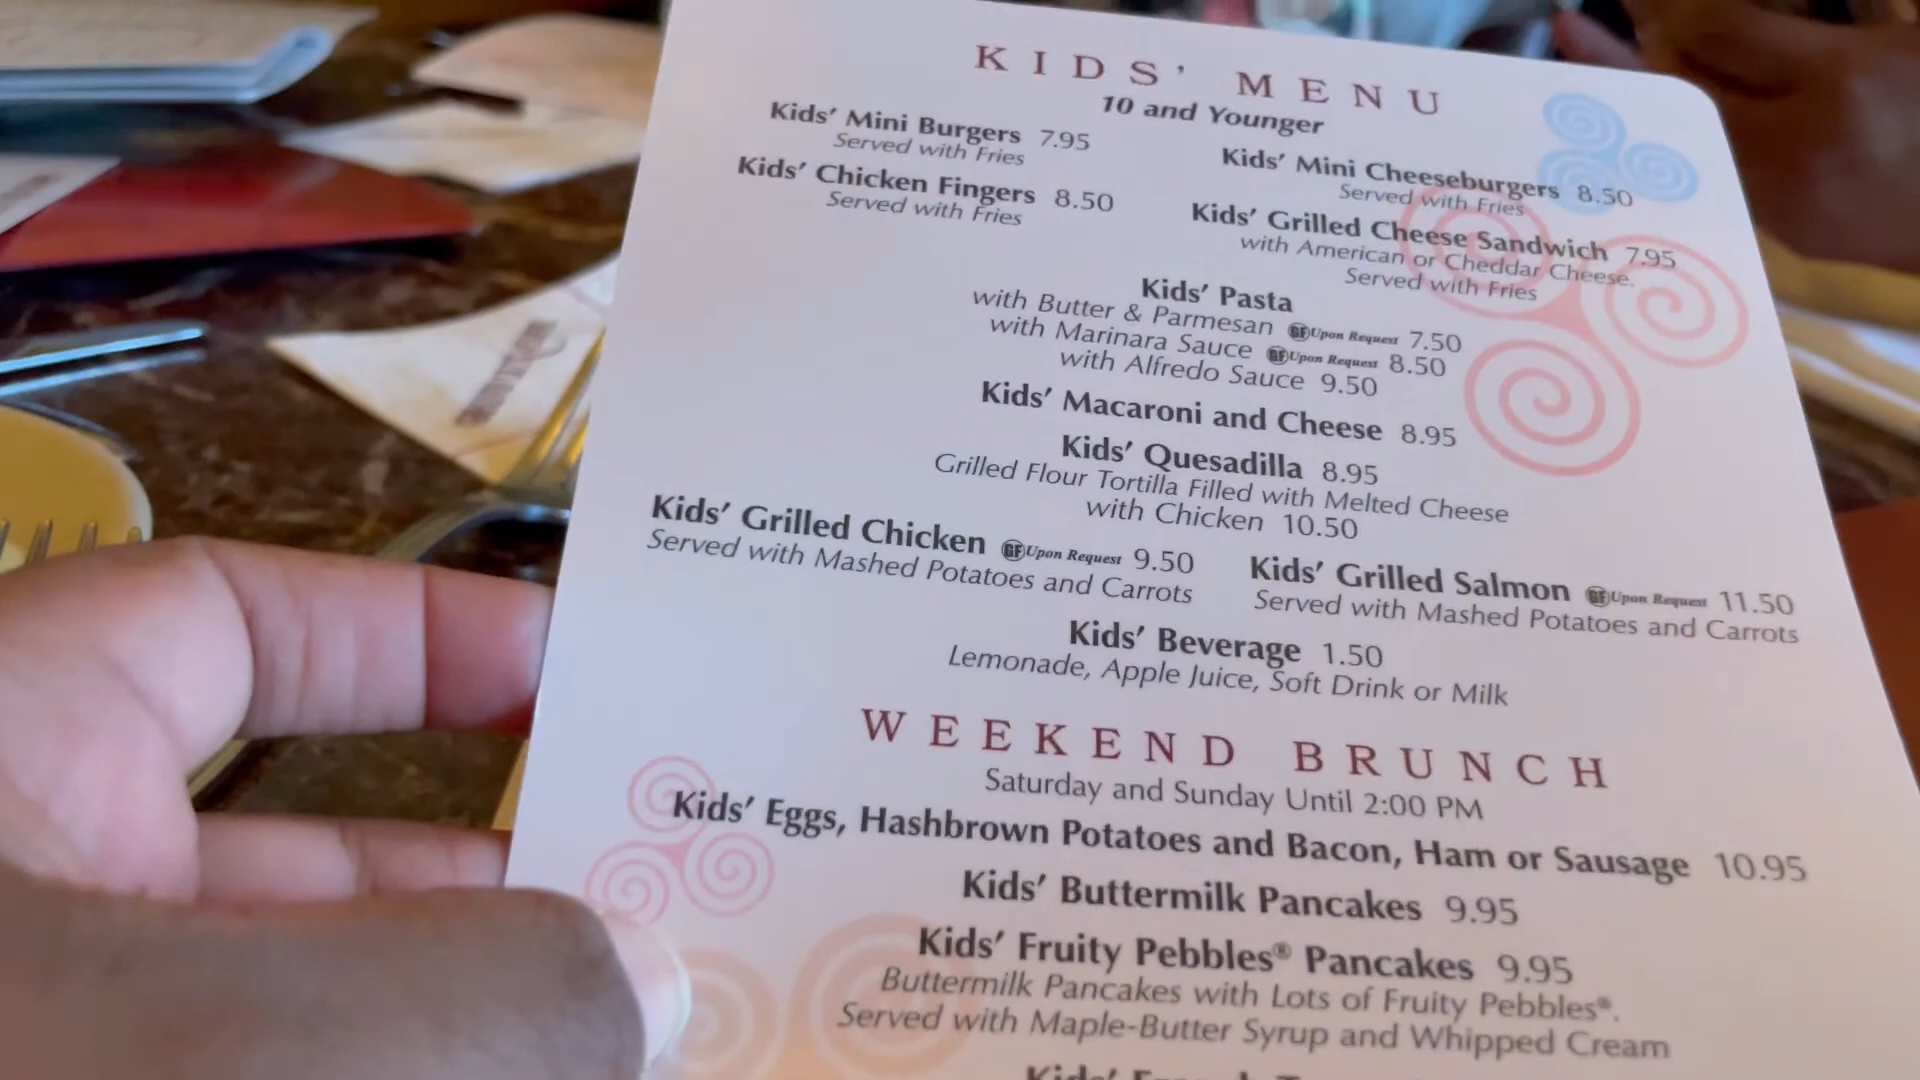 KIDS' MENU
10 and Younger
Kids' Mini Burgers 7.95
Served with Fries
Kids' Mini Cheeseburgers 8.50
Served with Fries
Kids' Chicken Fingers 8.50
Served with Fries
Kids' Grilled Cheese Sandwich 7.95
with American or Cheddar Cheese.
Served with Fries
Kids' Pasta
with Butter & Parmesan GF Upon Request 7.50
with Marinara Sauce GF Upon Request 8.50
with Alfredo Sauce 9.50
Kids' Macaroni and Cheese 8.95
Kids' Quesadilla 8.95
Grilled Flour Tortilla Filled with Melted Cheese
with Chicken 10.50
Kids' Grilled Chicken GF Upon Request 9.50
Served with Mashed Potatoes and Carrots
Kids' Grilled Salmon GF Upon Request 11.50
Served with Mashed Potatoes and Carrots
Kids' Beverage 1.50
Lemonade, Apple Juice, Soft Drink or Milk
WEEKEND BRUNCH
Saturday and Sunday Until 2:00 PM
Kids' Eggs, Hashbrown Potatoes and Bacon, Ham or Sausage 10.95
Kids' Buttermilk Pancakes 9.95
Kids' Fruity Pebbles® Pancakes 9.95
Buttermilk Pancakes with Lots of Fruity Pebbles®.
Served with Maple-Butter Syrup and Whipped Cream
Kids'